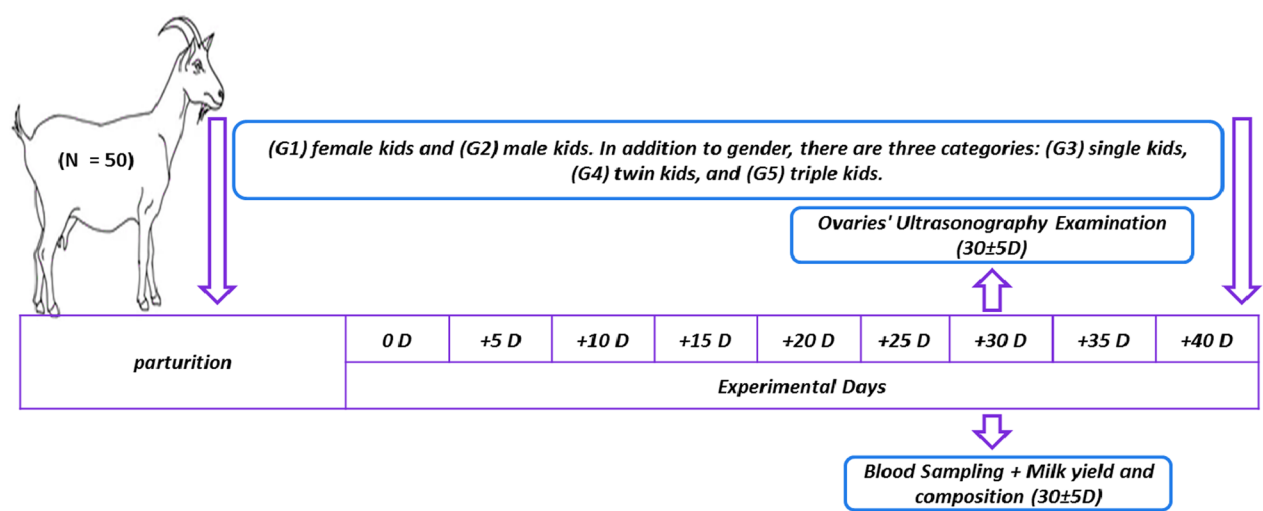 (N = 50)
(G1) female kids and (G2) male kids. In addition to gender, there are three categories: (G3) single kids,
(G4) twin kids, and (G5) triple kids.
Ovaries' Ultrasonography Examination
(30±5D)
parturition
0 D
+5 D
+10 D
+15 D
+20 D
+25 D
+30 D
+35 D
+40 D
Experimental Days
Blood Sampling + Milk yield and
composition (30±5D)